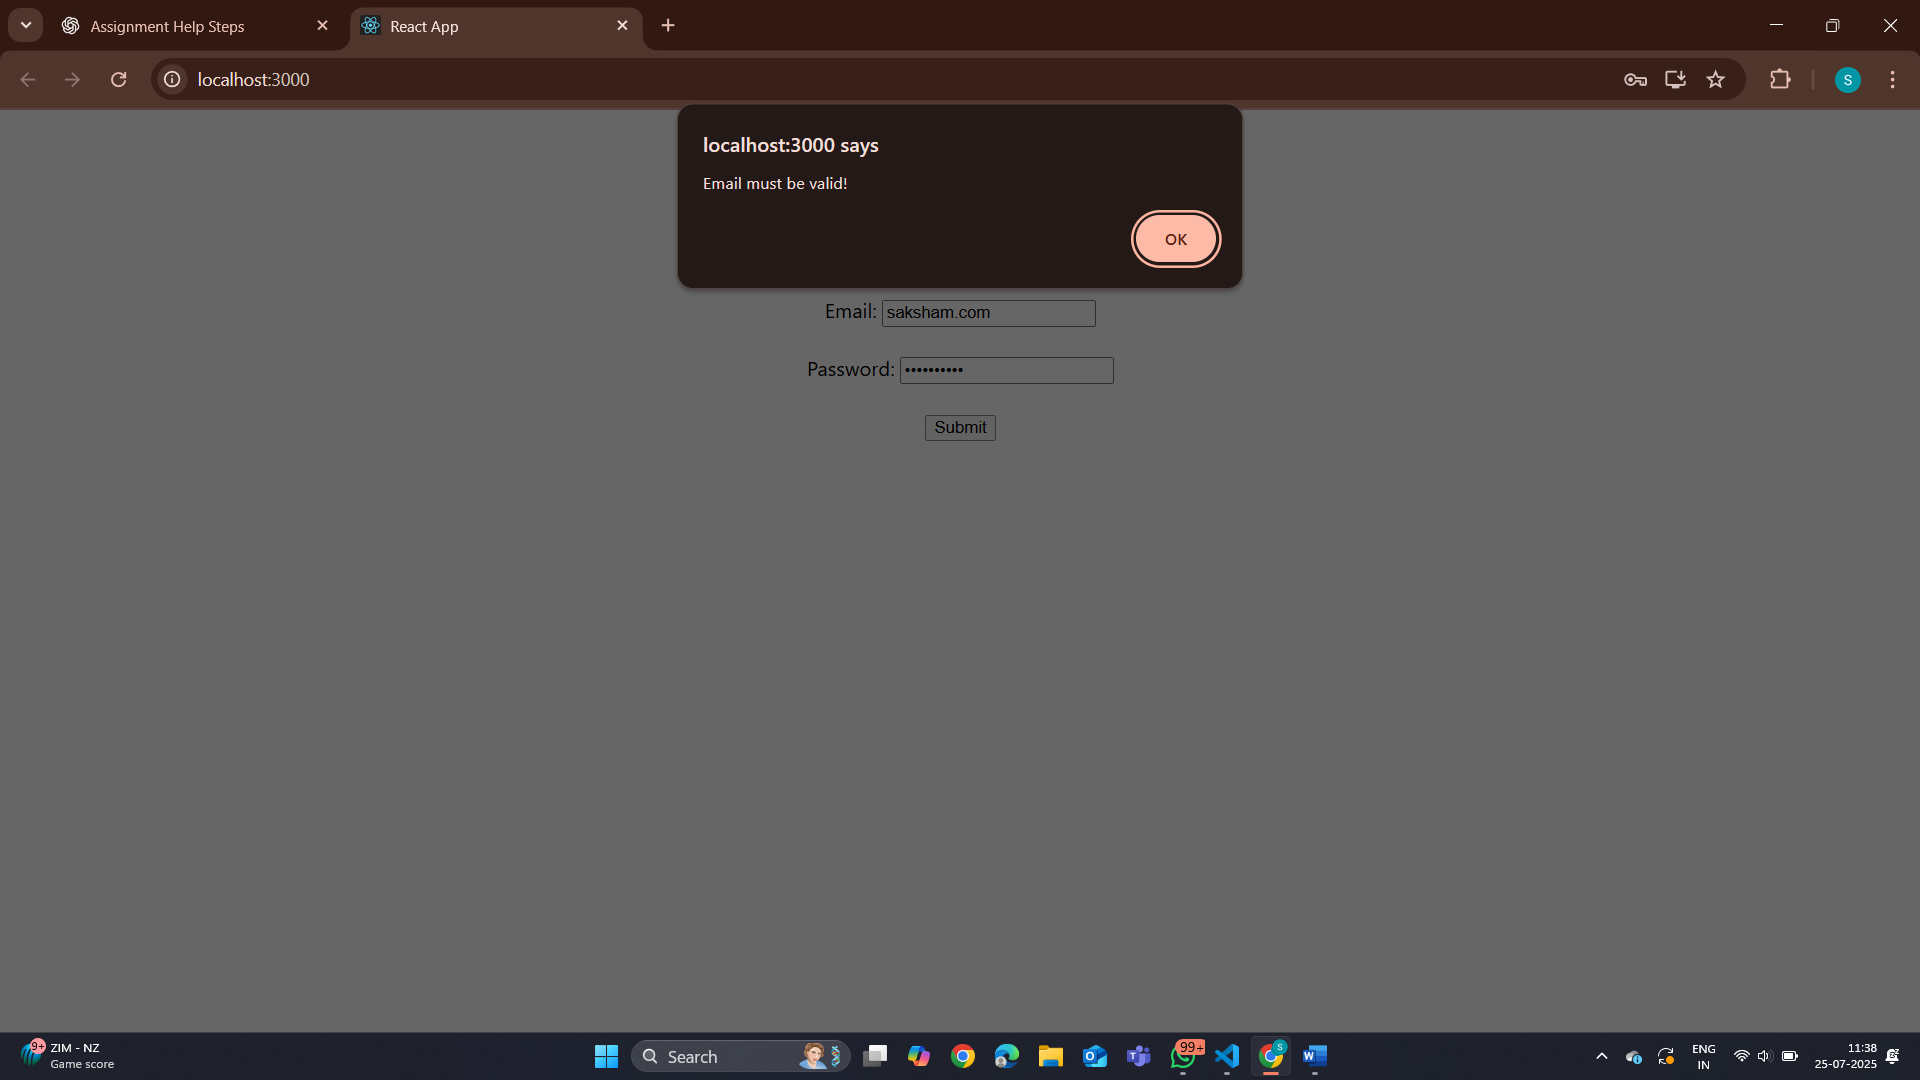 Assignment Help Steps
React App
localhost:3000
S
localhost:3000 says
Email must be valid!
OK
Email: saksham.com
Password: ••••••••••
Submit
9+
ZIM - NZ
Game score
Search
99+
S
ENG
IN
11:38
25-07-2025